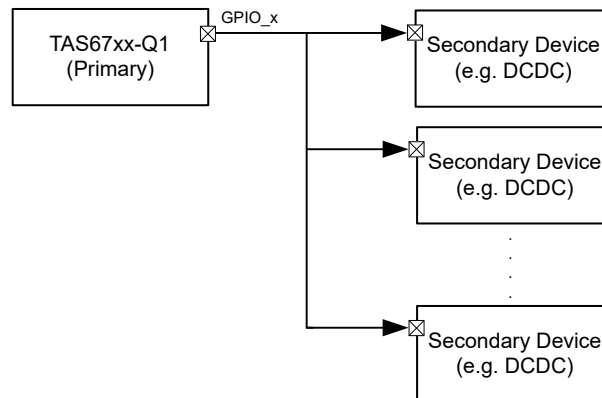 GPIO_x
TAS67xx-Q1
(Primary)
Secondary Device
(e.g. DCDC)
Secondary Device
(e.g. DCDC)
.
.
.
.
Secondary Device
(e.g. DCDC)